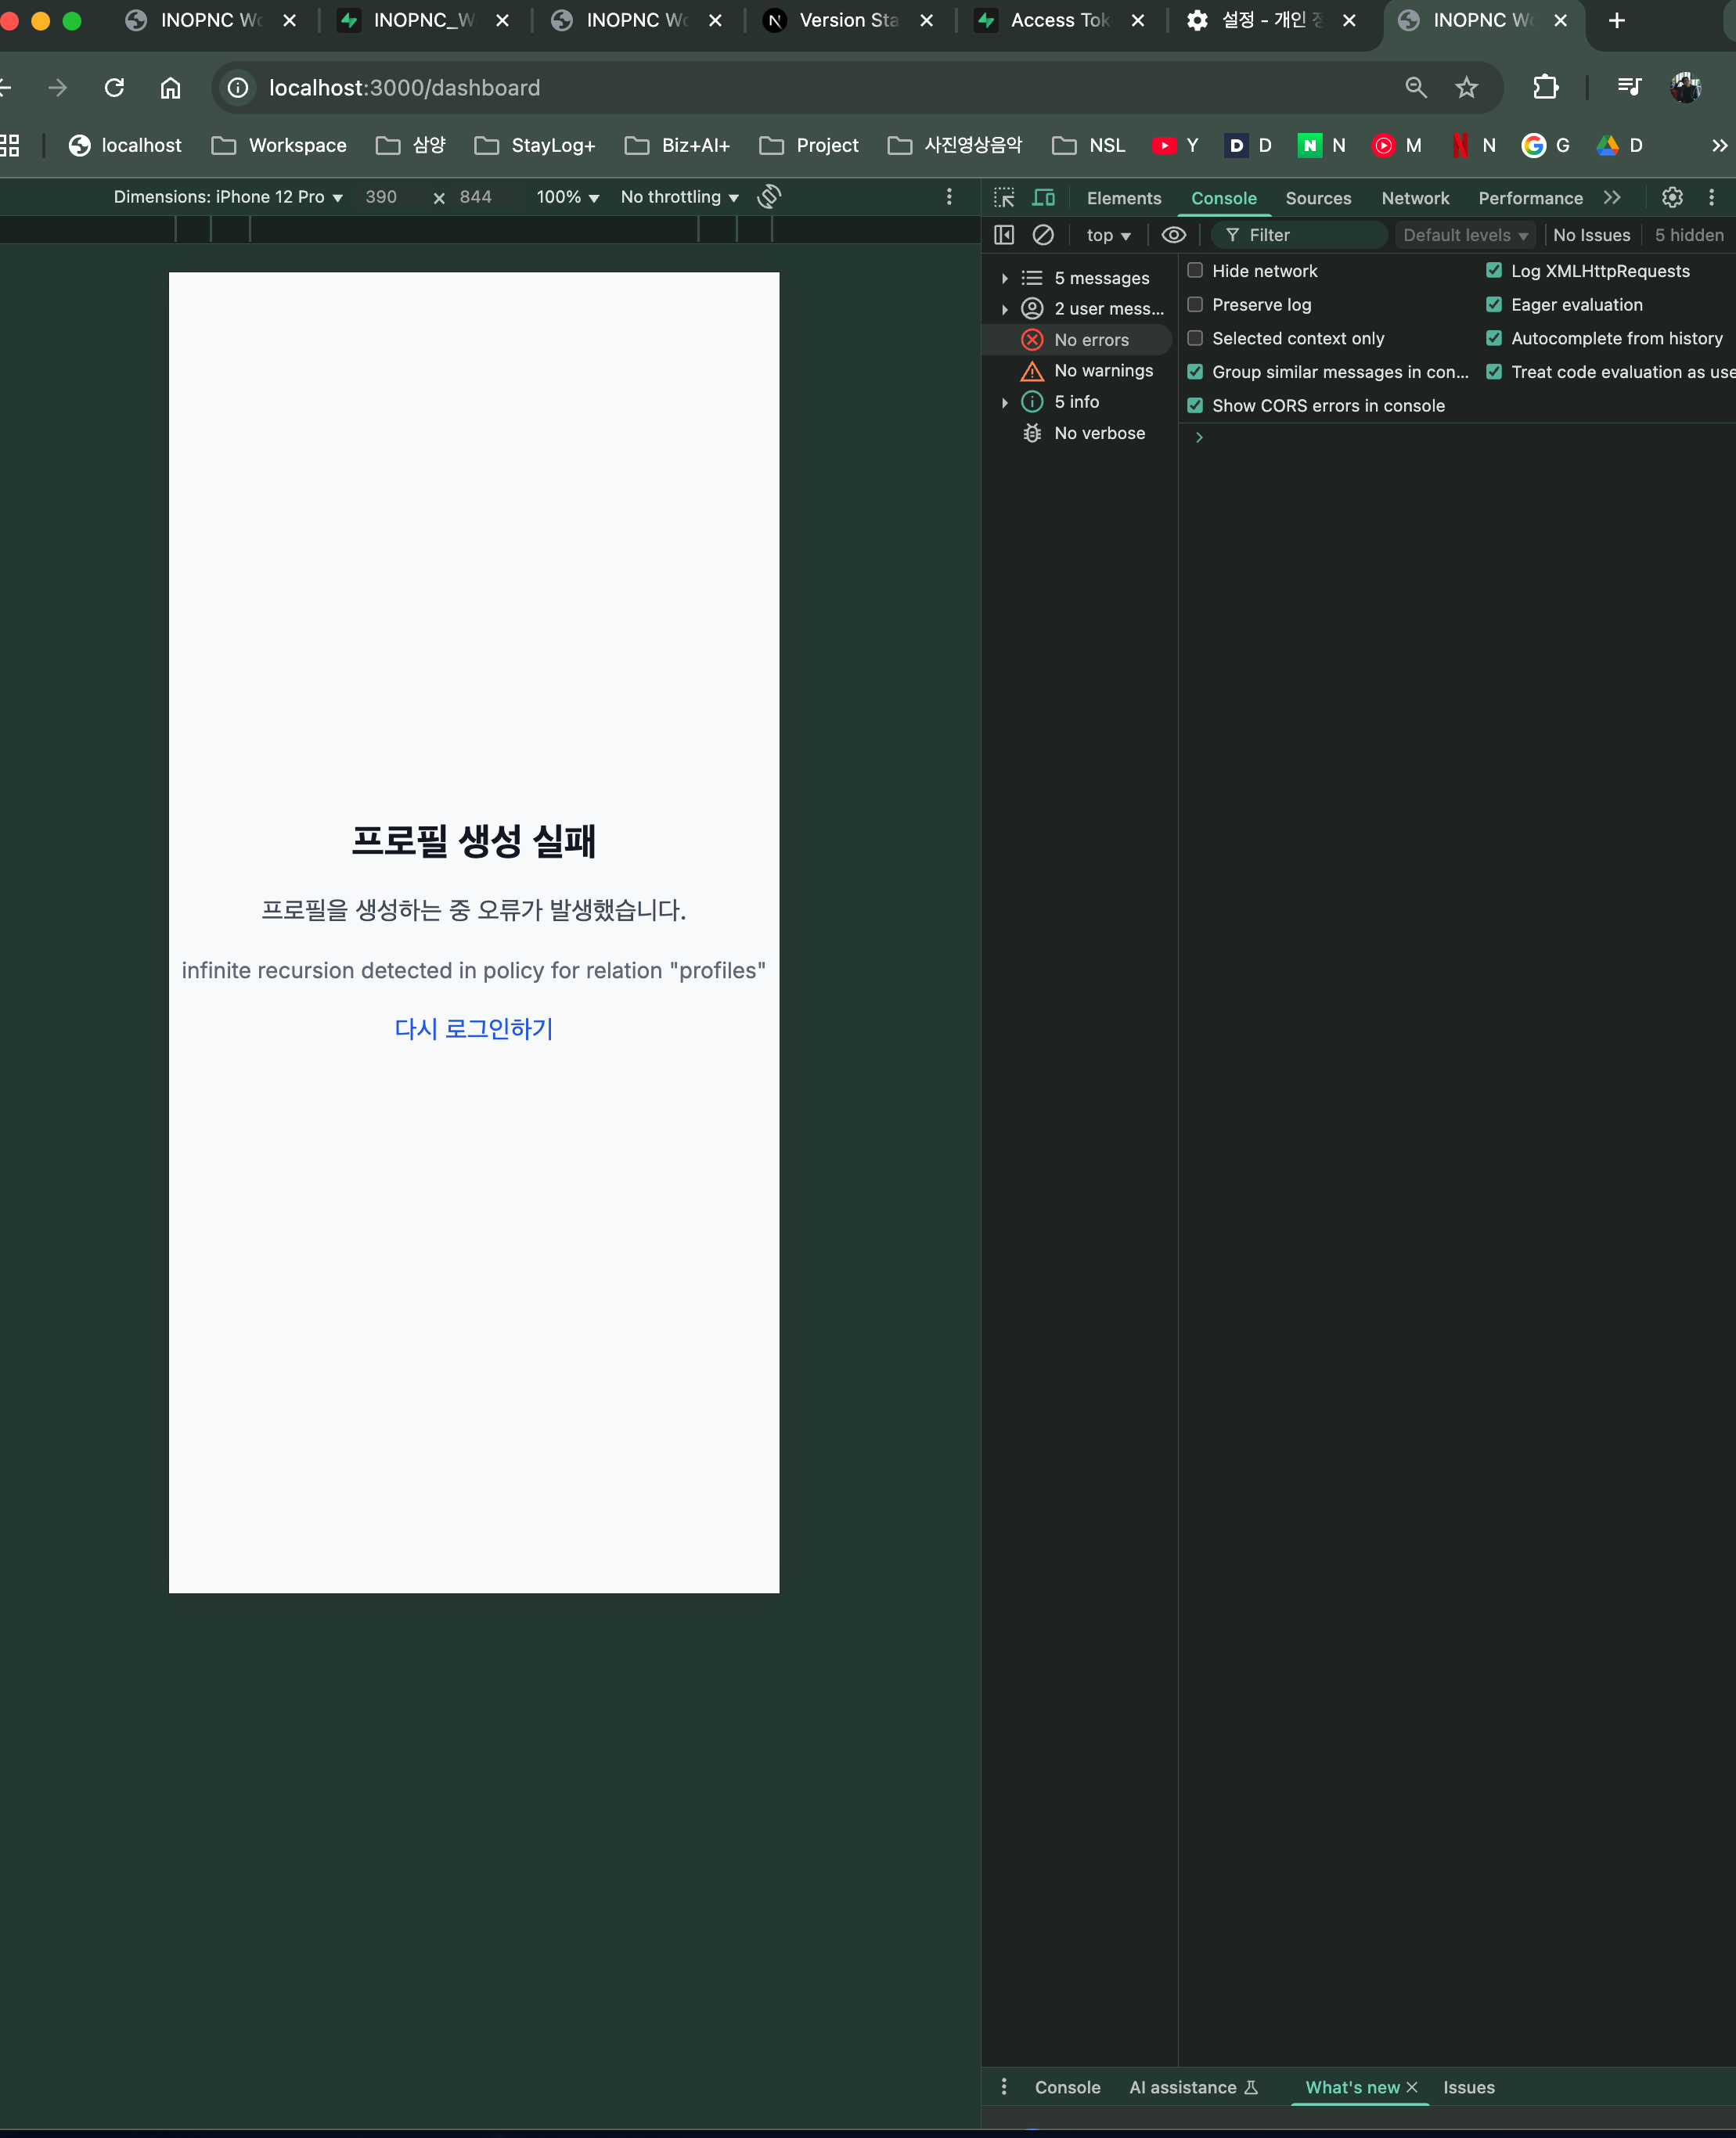 INOPNC Wo
INOPNC_W
INOPNC Wo
N
Version Sta
Access Tok
설정 - 개인 정
INOPNC Wo
localhost:3000/dashboard
localhost
Workspace
삼양
StayLog+
Biz+AI+
Project
사진영상음악
NSL
Y
D D
N N
M
N
G
D
Dimensions: iPhone 12 Pro 390 × 844 100% No throttling
Elements Console Sources Network Performance
top Filter Default levels No Issues 5 hidden
5 messages
2 user mess...
No errors
No warnings
5 info
No verbose
Hide network
Log XMLHttpRequests
Preserve log
Eager evaluation
Selected context only
Autocomplete from history
Group similar messages in con...
Treat code evaluation as use
Show CORS errors in console
프로필 생성 실패
프로필을 생성하는 중 오류가 발생했습니다.
infinite recursion detected in policy for relation "profiles"
다시 로그인하기
Console AI assistance What's new Issues